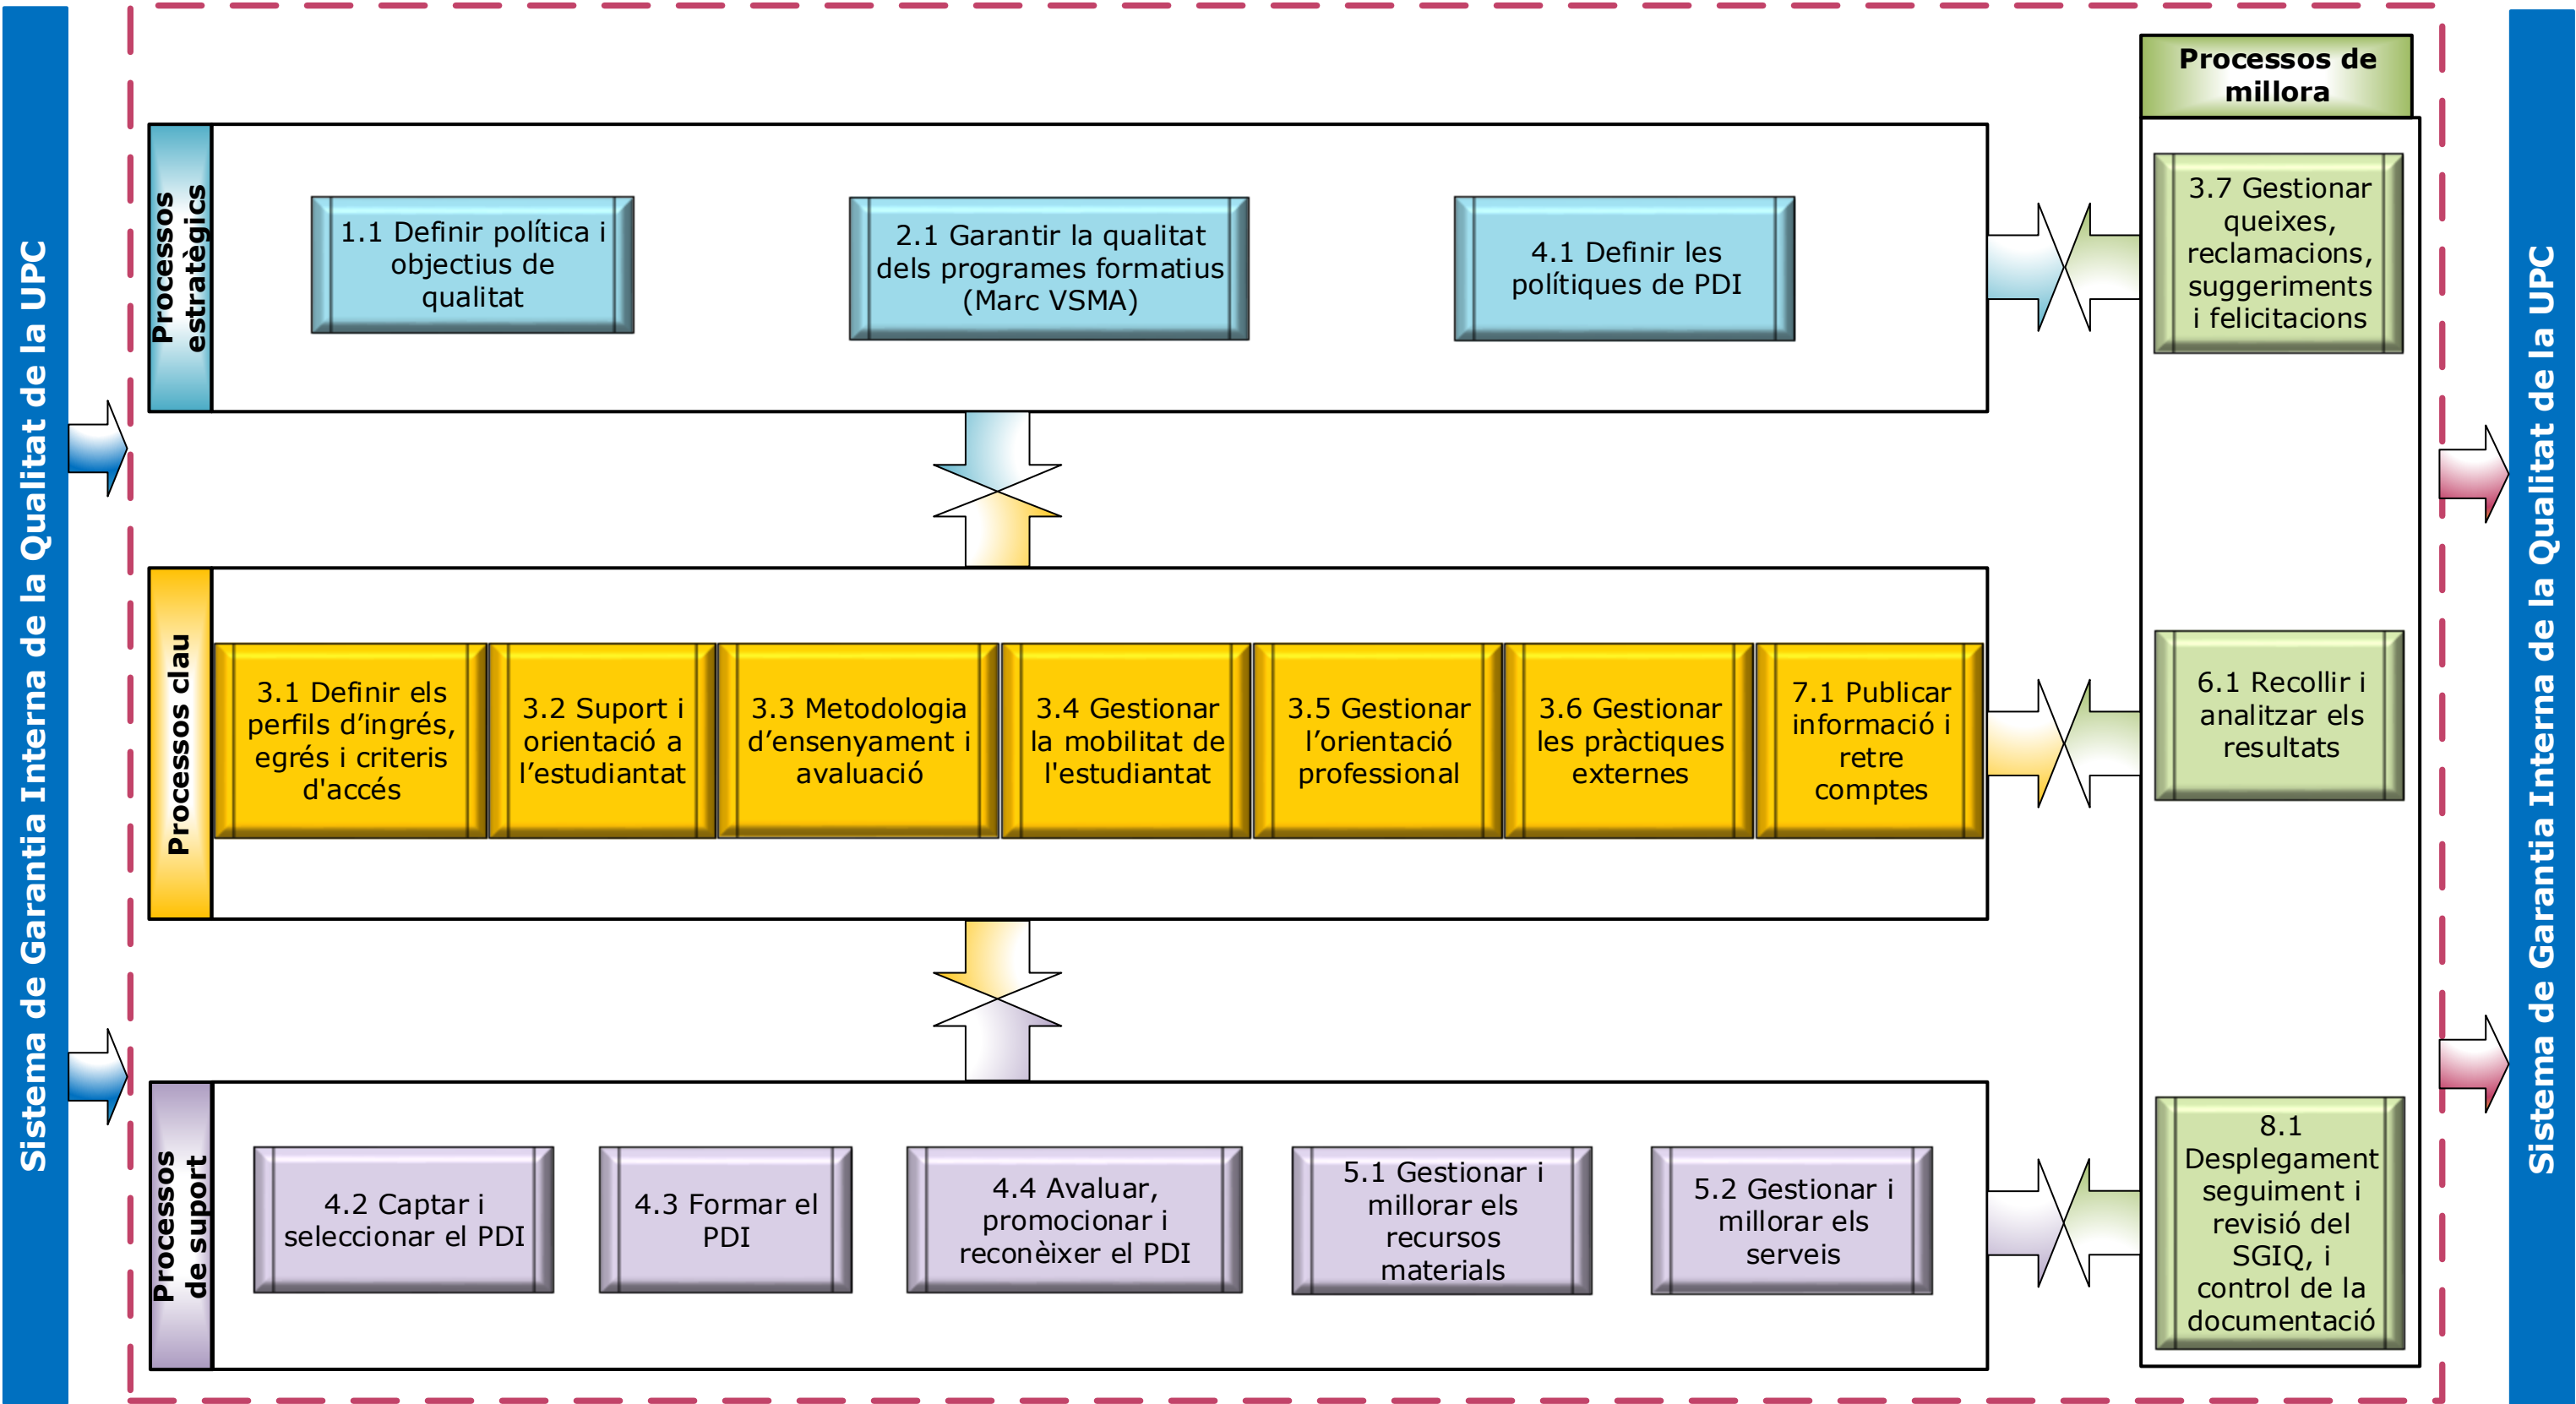 Sistema de Garantia Interna de la Qualitat de la UPC
Processos
estratègics
1.1 Definir política i
objectius de
qualitat
2.1 Garantir la qualitat
dels programes formatius
(Marc VSMA)
4.1 Definir les
polítiques de PDI
Processos clau
3.1 Definir els
perfils d’ingrés,
egrés i criteris
d'accés
3.2 Suport i
orientació a
l’estudiantat
3.3 Metodologia
d’ensenyament i
avaluació
3.4 Gestionar
la mobilitat de
l'estudiantat
3.5 Gestionar
l’orientació
professional
3.6 Gestionar
les pràctiques
externes
7.1 Publicar
informació i
retre
comptes
Processos
de suport
4.2 Captar i
seleccionar el PDI
4.3 Formar el
PDI
4.4 Avaluar,
promocionar i
reconèixer el PDI
5.1 Gestionar i
millorar els
recursos
materials
5.2 Gestionar i
millorar els
serveis
Processos de
millora
3.7 Gestionar
queixes,
reclamacions,
suggeriments
i felicitacions
6.1 Recollir i
analitzar els
resultats
8.1
Desplegament
seguiment i
revisió del
SGIQ, i
control de la
documentació
Sistema de Garantia Interna de la Qualitat de la UPC